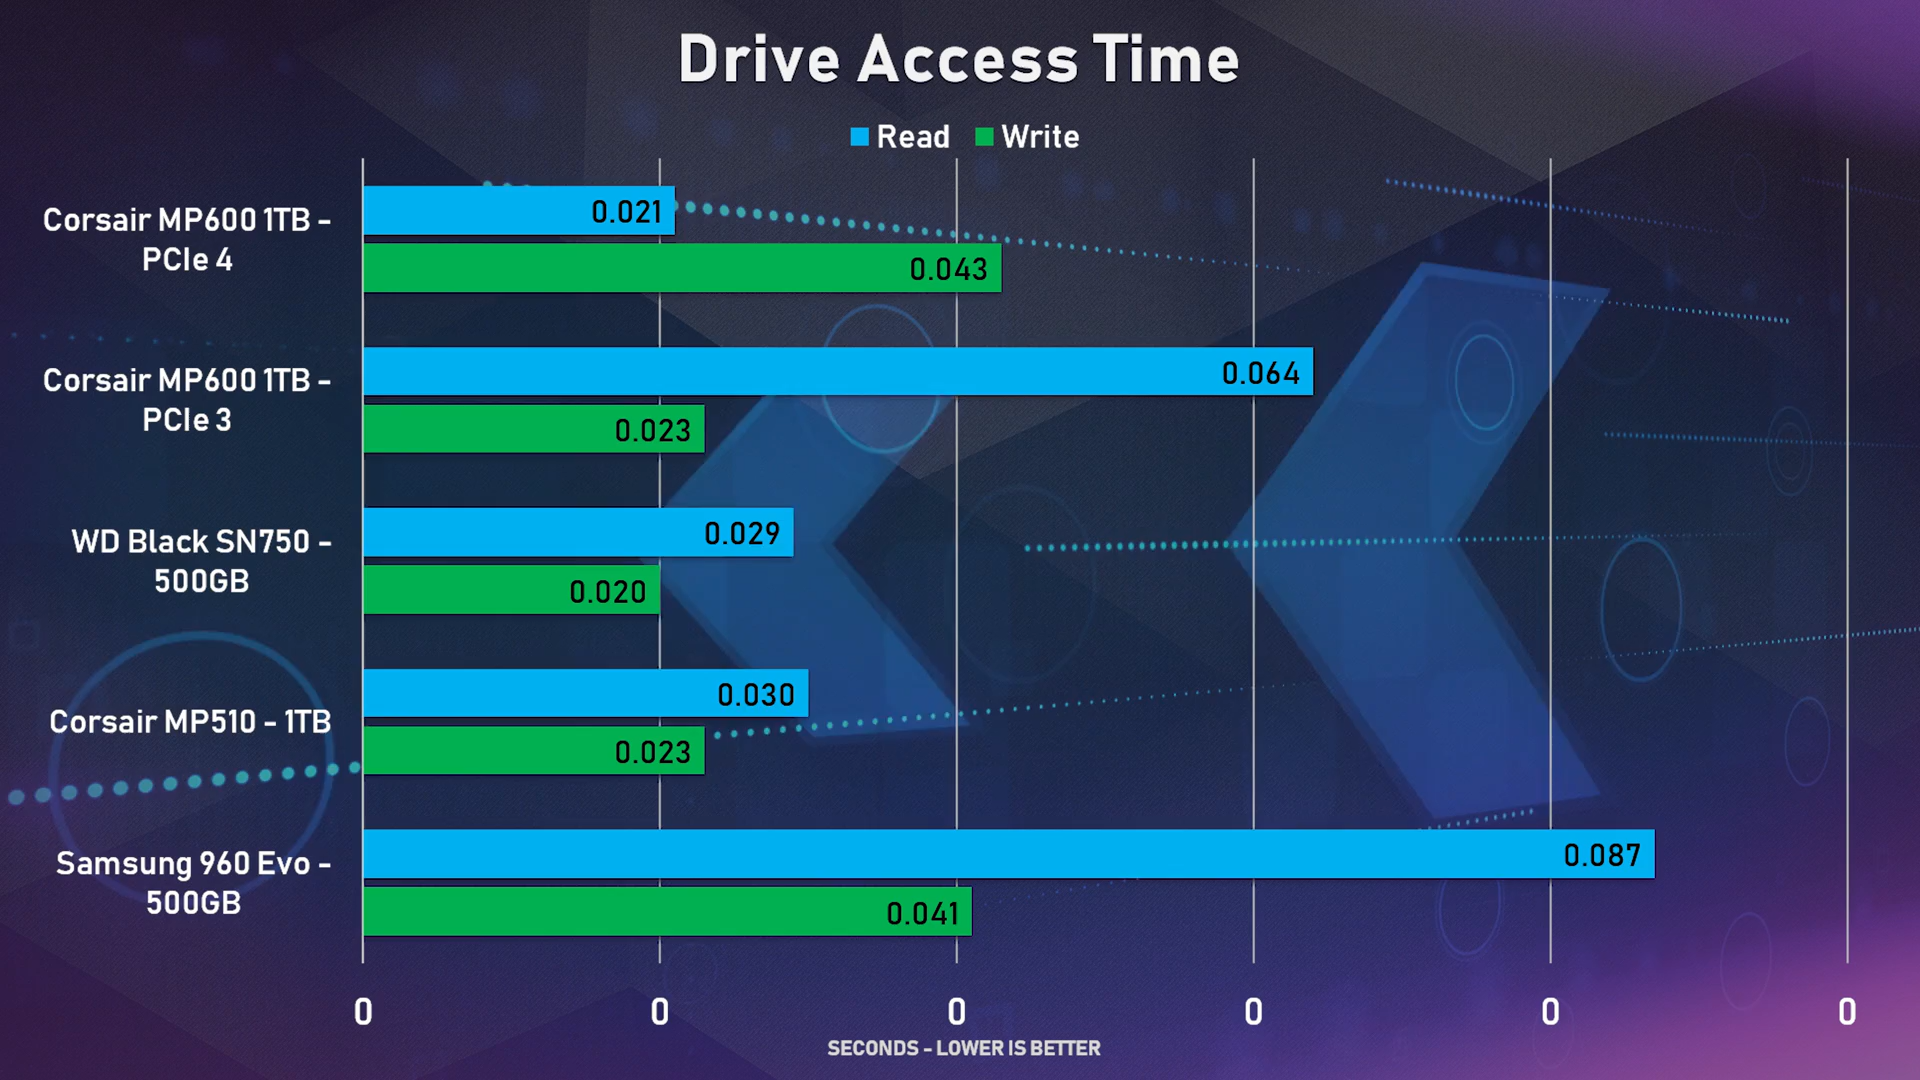 Drive Access Time
Read Write
Corsair MP600 1TB -
PCIe 4
0.021
0.043
Corsair MP600 1TB -
PCIe 3
0.064
0.023
WD Black SN750 -
500GB
0.029
0.020
Corsair MP510 - 1TB
0.030
0.023
Samsung 960 Evo -
500GB
0.087
0.041
0 0 0 0 0 0
SECONDS - LOWER IS BETTER